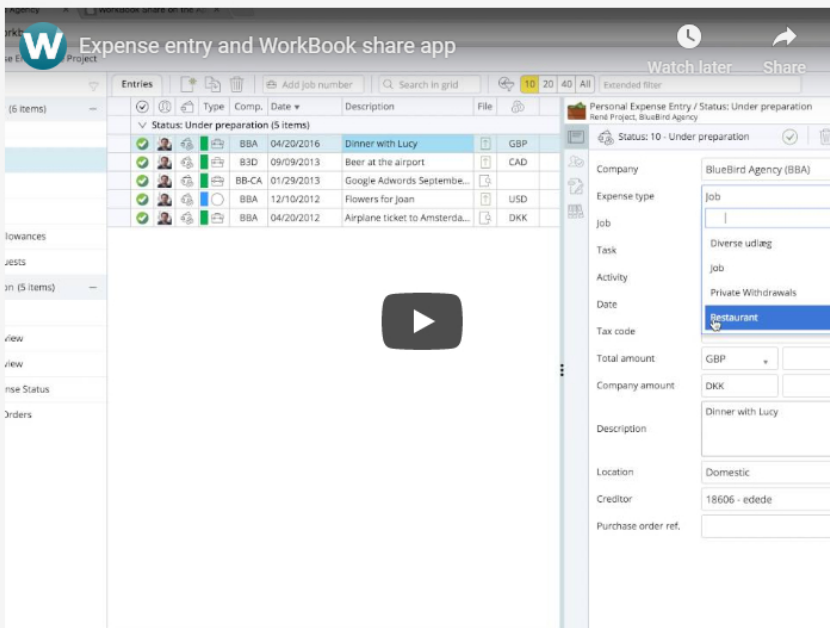 Agency
WorkBook Share on the A
W Expense entry and WorkBook share app
Watch later
Share
Project
Entries
Add job number
Search in grid
10 20 40 All
Extended filter
(6 items)
Type Comp. Date Description File
Status: Under preparation (5 items)
BBA 04/20/2016 Dinner with Lucy GBP
B3D 09/09/2013 Beer at the airport CAD
BB-CA 01/29/2013 Google Adwords Septembe...
BBA 12/10/2012 Flowers for Joan USD
BBA 04/20/2012 Airplane ticket to Amsterda... DKK
lowances
uests
on (5 items)
view
view
nse Status
Orders
Personal Expense Entry / Status: Under preparation
René Project, BlueBird Agency
Status: 10 - Under preparation
Company BlueBird Agency (BBA)
Expense type Job
Job
Diverse udlæg
Task
Job
Activity
Private Withdrawals
Date
Restaurant
Tax code
Total amount GBP
Company amount DKK
Dinner with Lucy
Description
Location Domestic
Creditor 18606 - edede
Purchase order ref.